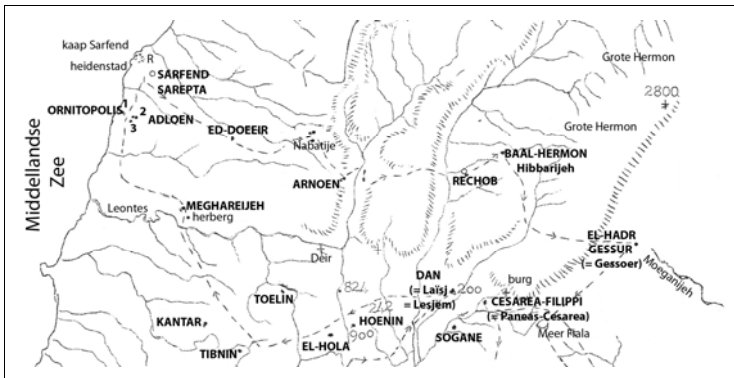 kaap Sarfend
heidenstad
R
SARFEND
SAREPTA
Grote Hermon
2800
Grote Hermon
ORNITOPOLIS
1
2
3
ADLOEN
ED-DOEEIR
Nabatije
ARNOEN
RECHOB
BAAL-HERMON
Hibbarijeh
Middellandse
Zee
Leontes
MEGHAREIJEH
herberg
Deir
EL-HADR
GESSUR
(= Gessoer)
Moeganijeh
DAN
(= Laïsj
= Lesjem)
200
burg
CESAREA-FILIPPI
(= Paneas-Cesarea)
Meer Fiala
824
242
TOELIN
KANTAR
TIBNIN
HOENIN
900
EL-HOLA
SOGANE